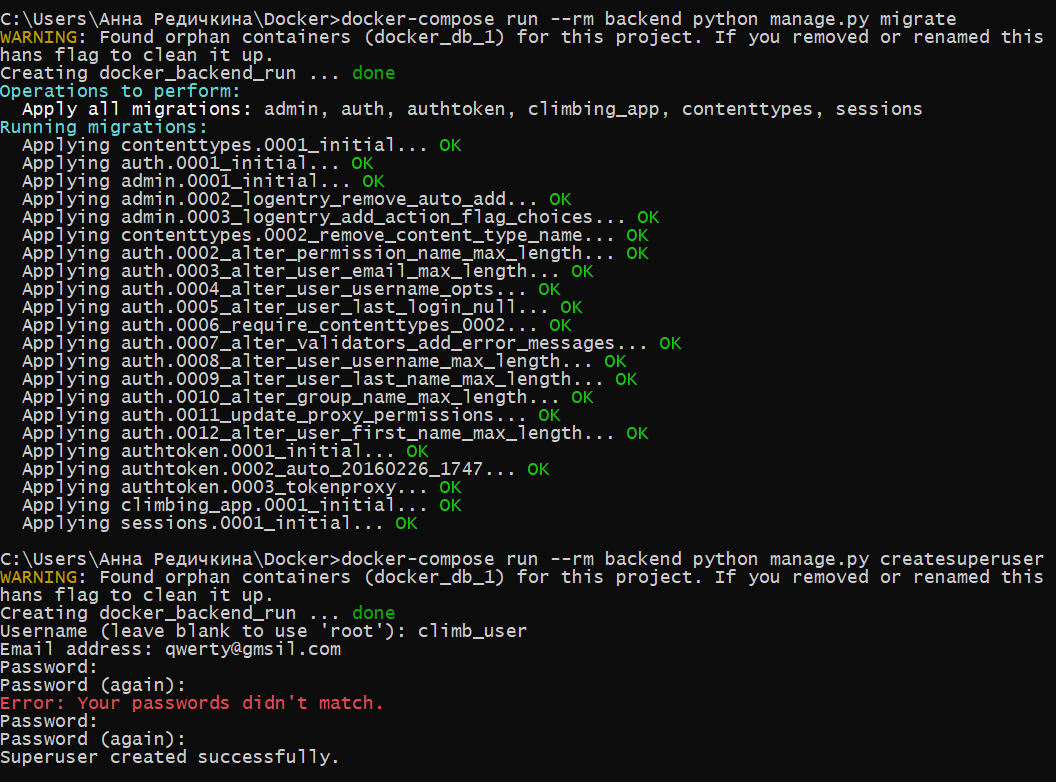 C:\Users\Анна Редичкина\Docker>docker-compose run --rm backend python manage.py migrate
WARNING: Found orphan containers (docker_db_1) for this project. If you removed or renamed this
hans flag to clean it up.
Creating docker_backend_run ... done
Operations to perform:
  Apply all migrations: admin, auth, authtoken, climbing_app, contenttypes, sessions
Running migrations:
  Applying contenttypes.0001_initial... OK
  Applying auth.0001_initial... OK
  Applying admin.0001_initial... OK
  Applying admin.0002_logentry_remove_auto_add... OK
  Applying admin.0003_logentry_add_action_flag_choices... OK
  Applying contenttypes.0002_remove_content_type_name... OK
  Applying auth.0002_alter_permission_name_max_length... OK
  Applying auth.0003_alter_user_email_max_length... OK
  Applying auth.0004_alter_user_username_opts... OK
  Applying auth.0005_alter_user_last_login_null... OK
  Applying auth.0006_require_contenttypes_0002... OK
  Applying auth.0007_alter_validators_add_error_messages... OK
  Applying auth.0008_alter_user_username_max_length... OK
  Applying auth.0009_alter_user_last_name_max_length... OK
  Applying auth.0010_alter_group_name_max_length... OK
  Applying auth.0011_update_proxy_permissions... OK
  Applying auth.0012_alter_user_first_name_max_length... OK
  Applying authtoken.0001_initial... OK
  Applying authtoken.0002_auto_20160226_1747... OK
  Applying authtoken.0003_tokenproxy... OK
  Applying climbing_app.0001_initial... OK
  Applying sessions.0001_initial... OK
C:\Users\Анна Редичкина\Docker>docker-compose run --rm backend python manage.py createsuperuser
WARNING: Found orphan containers (docker_db_1) for this project. If you removed or renamed this
hans flag to clean it up.
Creating docker_backend_run ... done
Username (leave blank to use 'root'): climb_user
Email address: qwerty@gmsil.com
Password:
Password (again):
Error: Your passwords didn't match.
Password:
Password (again):
Superuser created successfully.